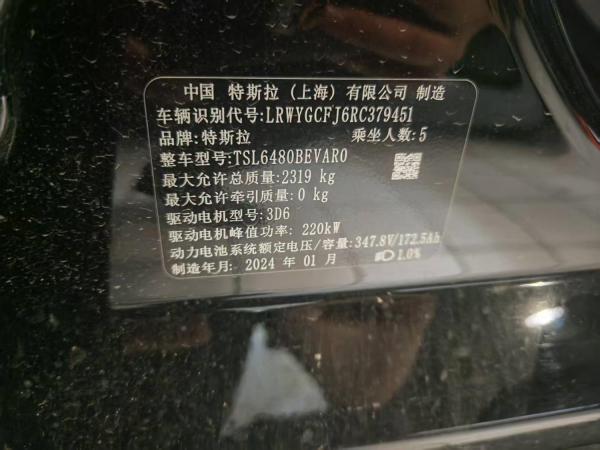 中国 特斯拉（上海）有限公司 制造
车辆识别代号:LRWYGCFJ6RC379451
品牌:特斯拉 乘坐人数:5
整车型号:TSL6480BEVAR0
最大允许总质量:2319 kg
最大允许牵引质量:0 kg
驱动电机型号:3D6
驱动电机峰值功率: 220kW
动力电池系统额定电压/容量:347.8V/172.5Ah
制造年月: 2024 年 01 月 1.0%